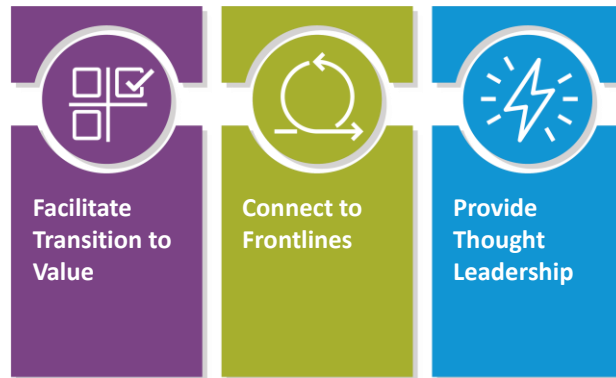 Facilitate
Transition to
Value
Connect to
Frontlines
Provide
Thought
Leadership